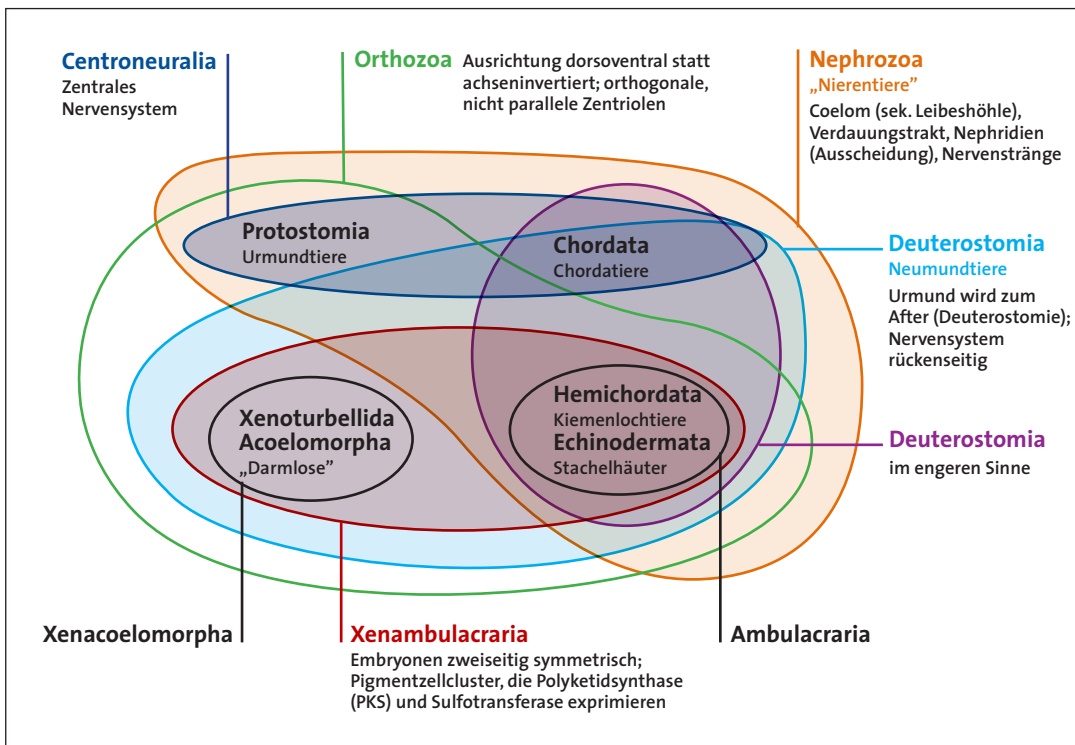 Centroneuralia
Zentrales
Nervensystem
Orthozoa
Ausrichtung dorsoventral statt
achseninvertiert; orthogonale,
nicht parallele Zentriolen
Nephrozoa
„Nierentiere”
Coelom (sek. Leibeshöhle),
Verdauungstrakt, Nephridien
(Ausscheidung), Nervenstränge
Protostomia
Urmundtiere
Chordata
Chordatiere
Deuterostomia
Neumundtiere
Urmund wird zum
After (Deuterostomie);
Nervensystem
rückenseitig
Xenoturbellida
Acoelomorpha
„Darmlose”
Hemichordata
Kiemenlochtiere
Echinodermata
Stachelhäuter
Deuterostomia
im engeren Sinne
Xenacoelomorpha
Xenambulacraria
Embryonen zweiseitig symmetrisch;
Pigmentzellcluster, die Polyketidsynthase
(PKS) und Sulfotransferase exprimieren
Ambulacraria